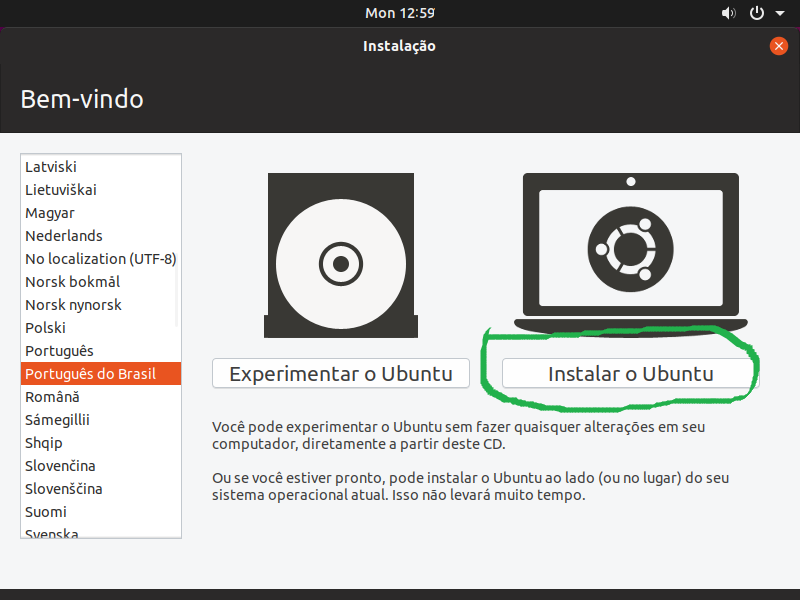 Mon 12:59
Instalação
Bem-vindo
Latviski
Lietuviškai
Magyar
Nederlands
No localization (UTF-8)
Norsk bokmål
Norsk nynorsk
Polski
Português
Português do Brasil
Română
Sámegillii
Shqip
Slovenčina
Slovenščina
Suomi
Svenska
Experimentar o Ubuntu
Instalar o Ubuntu
Você pode experimentar o Ubuntu sem fazer quaisquer alterações em seu
computador, diretamente a partir deste CD.
Ou se você estiver pronto, pode instalar o Ubuntu ao lado (ou no lugar) do seu
sistema operacional atual. Isso não levará muito tempo.